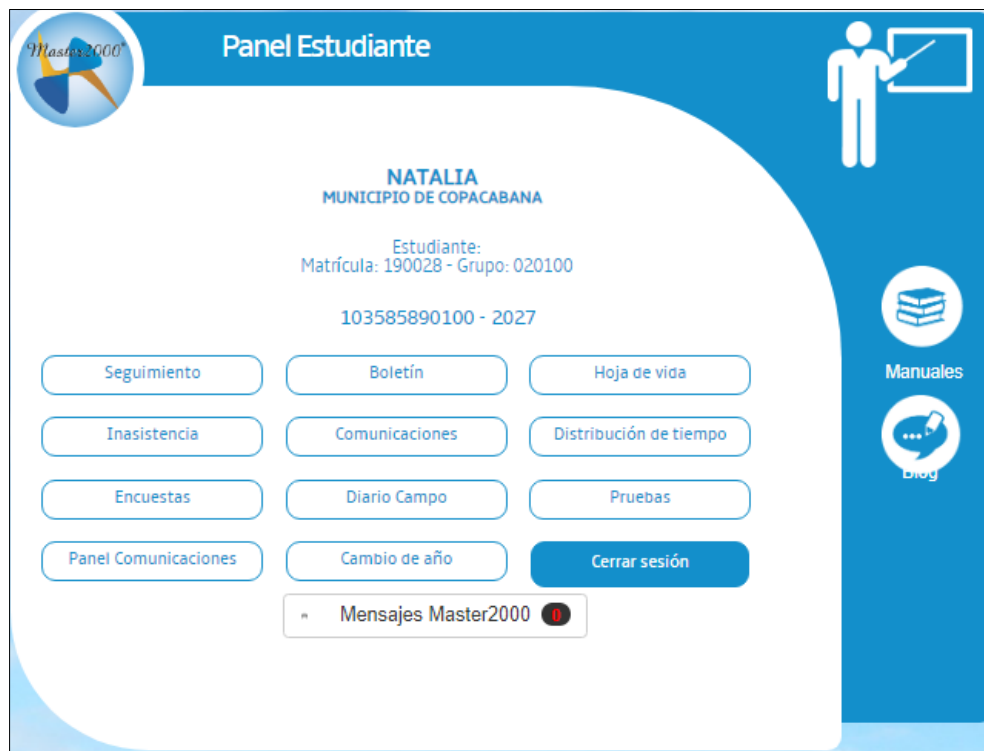 Master2000®
Panel Estudiante
NATALIA
MUNICIPIO DE COPACABANA
Estudiante:
Matrícula: 190028 - Grupo: 020100
103585890100 - 2027
Seguimiento
Boletín
Hoja de vida
Manuales
Inasistencia
Comunicaciones
Distribución de tiempo
Blog
Encuestas
Diario Campo
Pruebas
Panel Comunicaciones
Cambio de año
Cerrar sesión
Mensajes Master2000 0